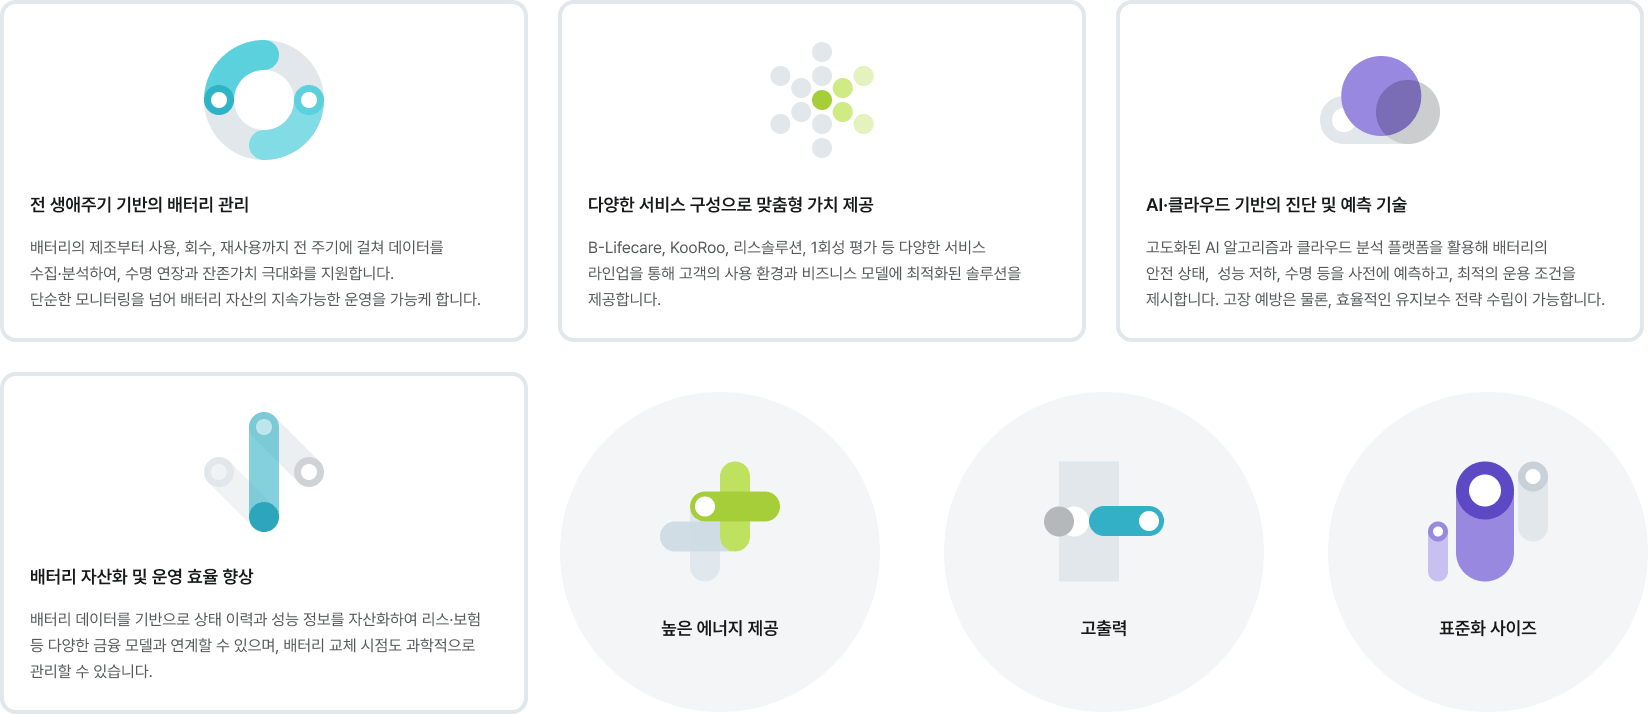 전 생애주기 기반의 배터리 관리
배터리의 제조부터 사용, 회수, 재사용까지 전 주기에 걸쳐 데이터를
수집·분석하여, 수명 연장과 잔존가치 극대화를 지원합니다.
단순한 모니터링을 넘어 배터리 자산의 지속가능한 운영을 가능케 합니다.
다양한 서비스 구성으로 맞춤형 가치 제공
B-Lifecare, KooRoo, 리스솔루션, 1회성 평가 등 다양한 서비스
라인업을 통해 고객의 사용 환경과 비즈니스 모델에 최적화된 솔루션을
제공합니다.
AI·클라우드 기반의 진단 및 예측 기술
고도화된 AI 알고리즘과 클라우드 분석 플랫폼을 활용해 배터리의
안전 상태,  성능 저하, 수명 등을 사전에 예측하고, 최적의 운용 조건을
제시합니다. 고장 예방은 물론, 효율적인 유지보수 전략 수립이 가능합니다.
배터리 자산화 및 운영 효율 향상
배터리 데이터를 기반으로 상태 이력과 성능 정보를 자산화하여 리스·보험
등 다양한 금융 모델과 연계할 수 있으며, 배터리 교체 시점도 과학적으로
관리할 수 있습니다.
높은 에너지 제공
고출력
표준화 사이즈